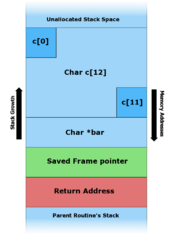 Unallocated Stack Space
c[0]
Char c[12]
c[11]
Char *bar
Saved Frame pointer
Return Address
Parent Routine's Stack
Stack Growth
Memory Addresses